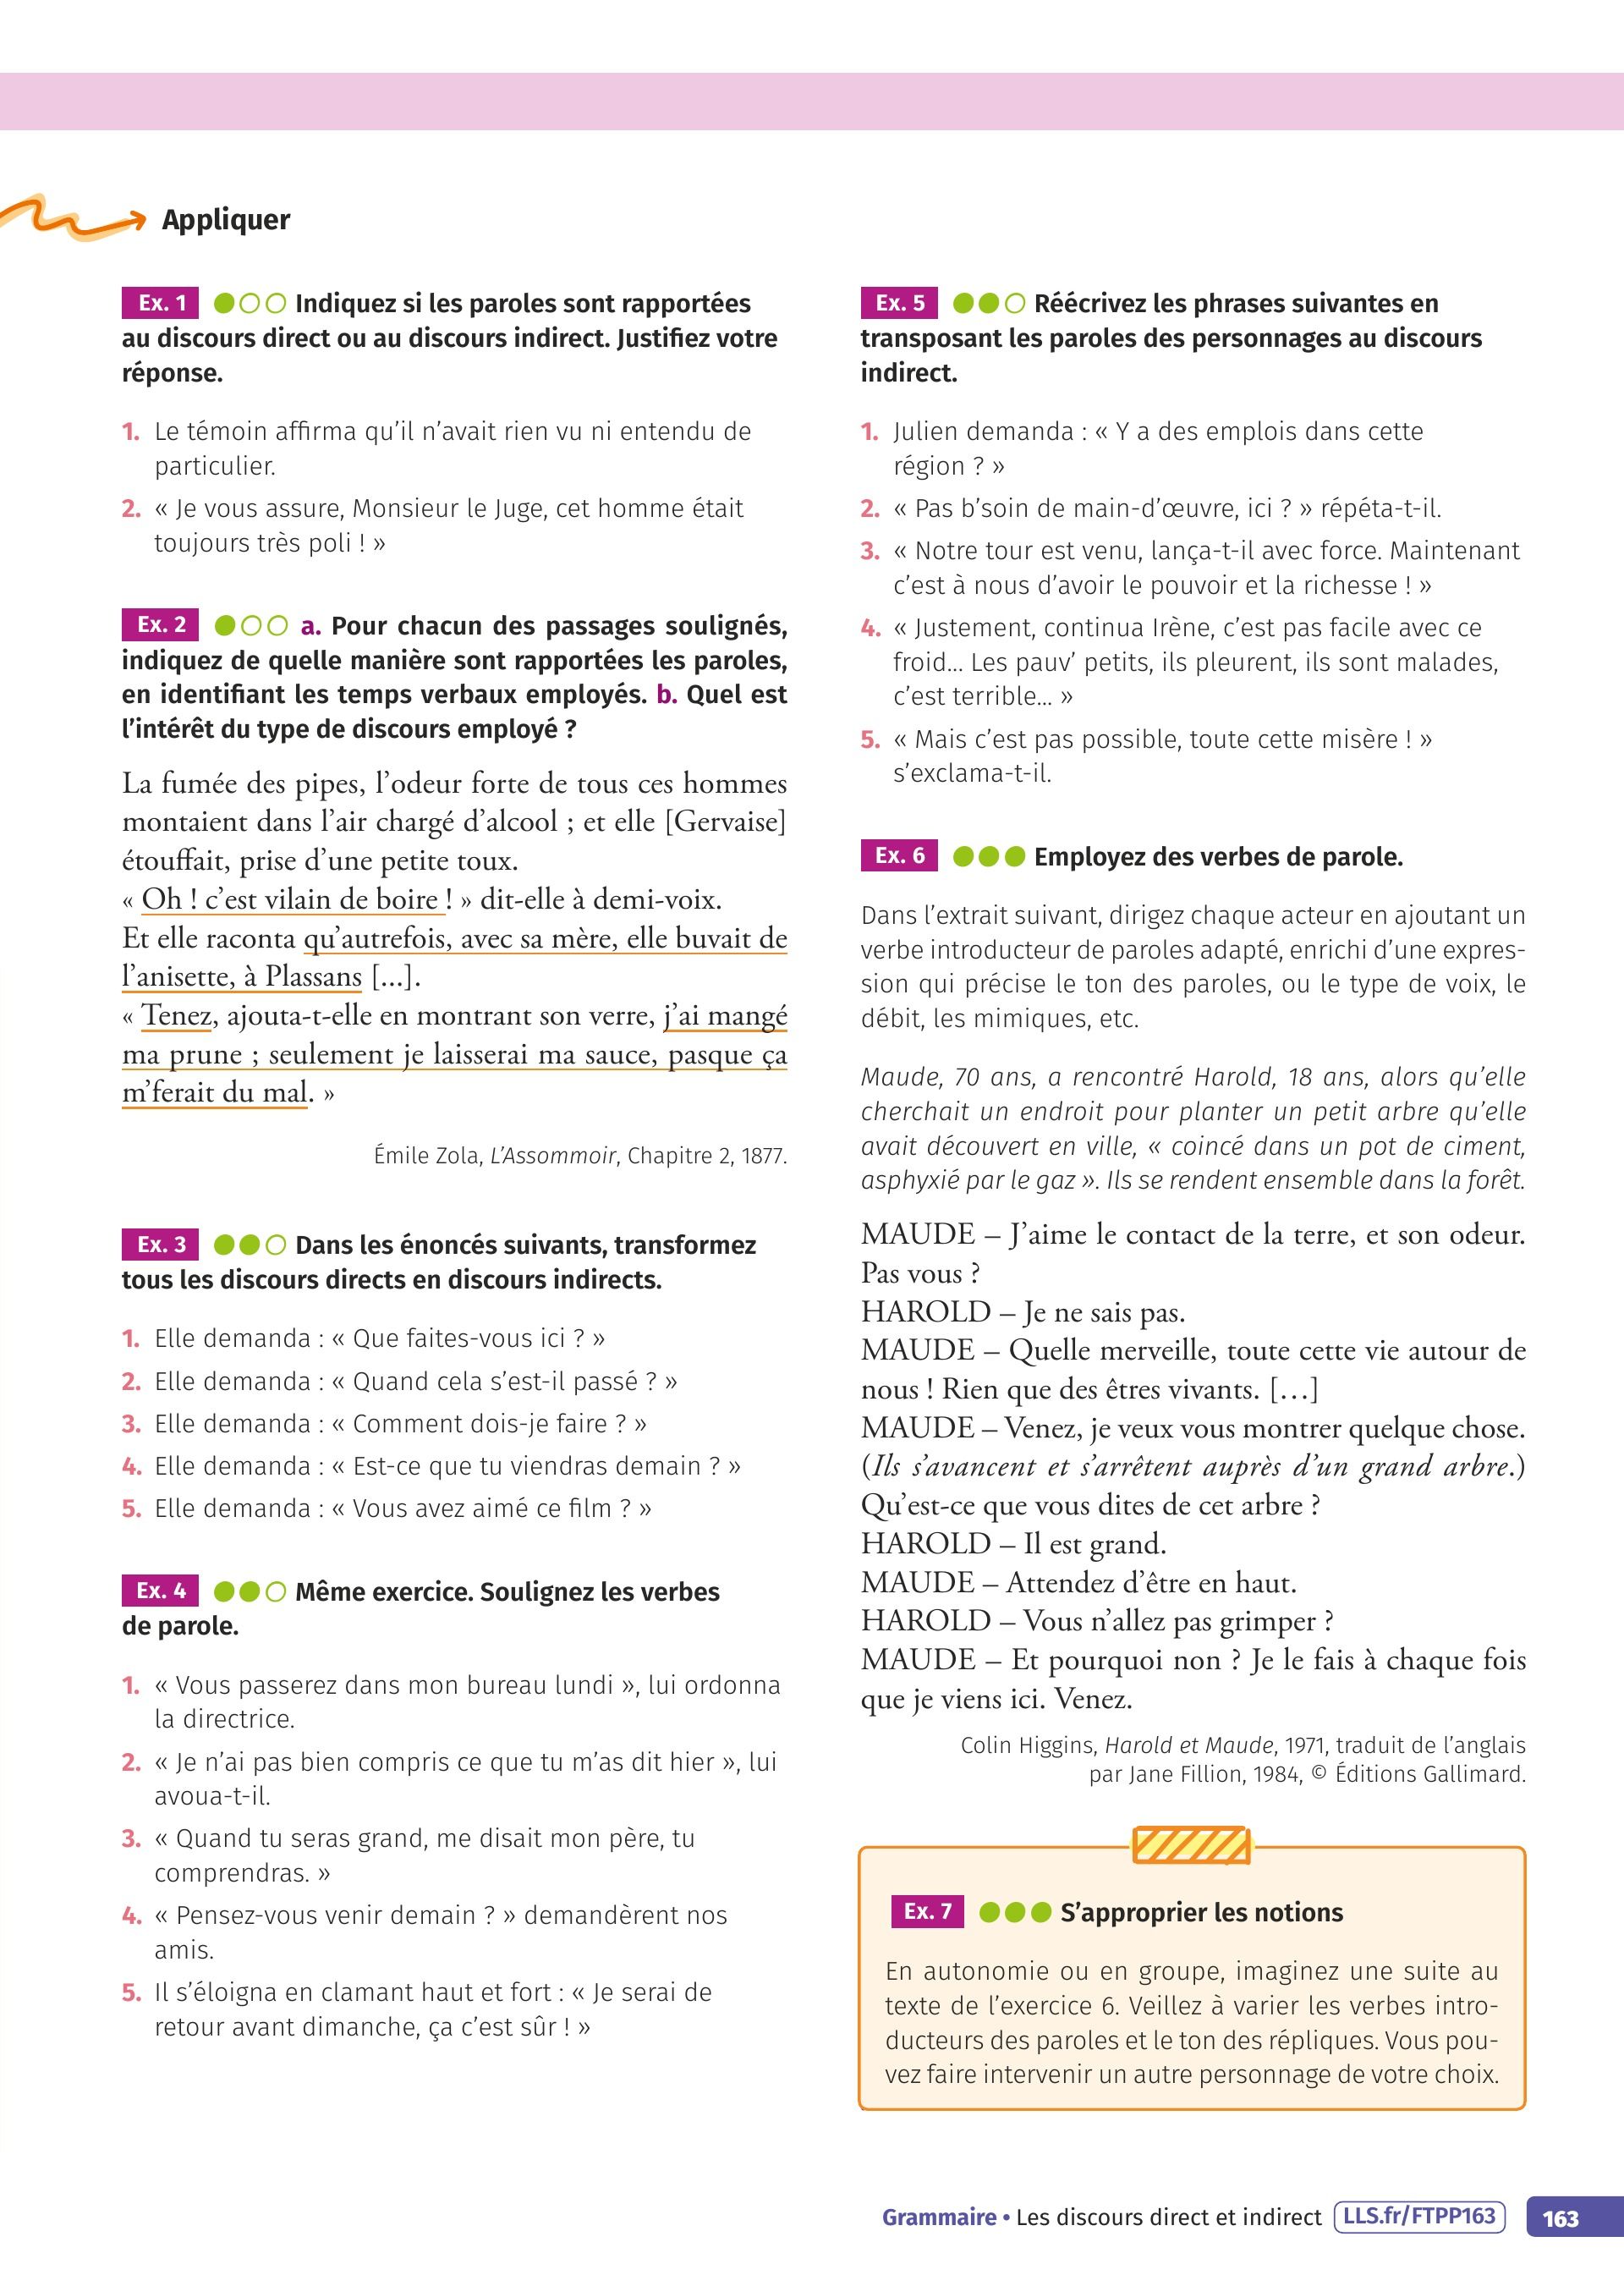 Appliquer
Ex. 1 Indiquez si les paroles sont rapportées
au discours direct ou au discours indirect. Justifiez votre
réponse.
1. Le témoin affirma qu’il n’avait rien vu ni entendu de
particulier.
2. « Je vous assure, Monsieur le Juge, cet homme était
toujours très poli ! »
Ex. 2 a. Pour chacun des passages soulignés,
indiquez de quelle manière sont rapportées les paroles,
en identifiant les temps verbaux employés. b. Quel est
l’intérêt du type de discours employé ?
La fumée des pipes, l’odeur forte de tous ces hommes
montaient dans l’air chargé d’alcool ; et elle [Gervaise]
étouffait, prise d’une petite toux.
« Oh ! c’est vilain de boire ! » dit-elle à demi-voix.
Et elle raconta qu’autrefois, avec sa mère, elle buvait de
l’anisette, à Plassans [...].
« Tenez, ajouta-t-elle en montrant son verre, j’ai mangé
ma prune ; seulement je laisserai ma sauce, pasque ça
m’ferait du mal. »
Émile Zola, L’Assommoir, Chapitre 2, 1877.
Ex. 3 Dans les énoncés suivants, transformez
tous les discours directs en discours indirects.
1. Elle demanda : « Que faites-vous ici ? »
2. Elle demanda : « Quand cela s’est-il passé ? »
3. Elle demanda : « Comment dois-je faire ? »
4. Elle demanda : « Est-ce que tu viendras demain ? »
5. Elle demanda : « Vous avez aimé ce film ? »
Ex. 4 Même exercice. Soulignez les verbes
de parole.
1. « Vous passerez dans mon bureau lundi », lui ordonna
la directrice.
2. « Je n’ai pas bien compris ce que tu m’as dit hier », lui
avoua-t-il.
3. « Quand tu seras grand, me disait mon père, tu
comprendras. »
4. « Pensez-vous venir demain ? » demandèrent nos
amis.
5. Il s’éloigna en clamant haut et fort : « Je serai de
retour avant dimanche, ça c’est sûr ! »
Ex. 5 Réécrivez les phrases suivantes en
transposant les paroles des personnages au discours
indirect.
1. Julien demanda : « Y a des emplois dans cette
région ? »
2. « Pas b’soin de main-d’œuvre, ici ? » répéta-t-il.
3. « Notre tour est venu, lança-t-il avec force. Maintenant
c’est à nous d’avoir le pouvoir et la richesse ! »
4. « Justement, continua Irène, c’est pas facile avec ce
froid... Les pauv’ petits, ils pleurent, ils sont malades,
c’est terrible... »
5. « Mais c’est pas possible, toute cette misère ! »
s’exclama-t-il.
Ex. 6 Employez des verbes de parole.
Dans l’extrait suivant, dirigez chaque acteur en ajoutant un
verbe introducteur de paroles adapté, enrichi d’une expres-
sion qui précise le ton des paroles, ou le type de voix, le
débit, les mimiques, etc.
Maude, 70 ans, a rencontré Harold, 18 ans, alors qu’elle
cherchait un endroit pour planter un petit arbre qu’elle
avait découvert en ville, « coincé dans un pot de ciment,
asphyxié par le gaz ». Ils se rendent ensemble dans la forêt.
MAUDE – J’aime le contact de la terre, et son odeur.
Pas vous ?
HAROLD – Je ne sais pas.
MAUDE – Quelle merveille, toute cette vie autour de
nous ! Rien que des êtres vivants. [...]
MAUDE – Venez, je veux vous montrer quelque chose.
(Ils s’avancent et s’arrêtent auprès d’un grand arbre.)
Qu’est-ce que vous dites de cet arbre ?
HAROLD – Il est grand.
MAUDE – Attendez d’être en haut.
HAROLD – Vous n’allez pas grimper ?
MAUDE – Et pourquoi non ? Je le fais à chaque fois
que je viens ici. Venez.
Colin Higgins, Harold et Maude, 1971, traduit de l’anglais
par Jane Fillion, 1984, © Éditions Gallimard.
Ex. 7 S’approprier les notions
En autonomie ou en groupe, imaginez une suite au
texte de l’exercice 6. Veillez à varier les verbes intro-
ducteurs des paroles et le ton des répliques. Vous pou-
vez faire intervenir un autre personnage de votre choix.
Grammaire • Les discours direct et indirect LLS.fr/FTPP163 163